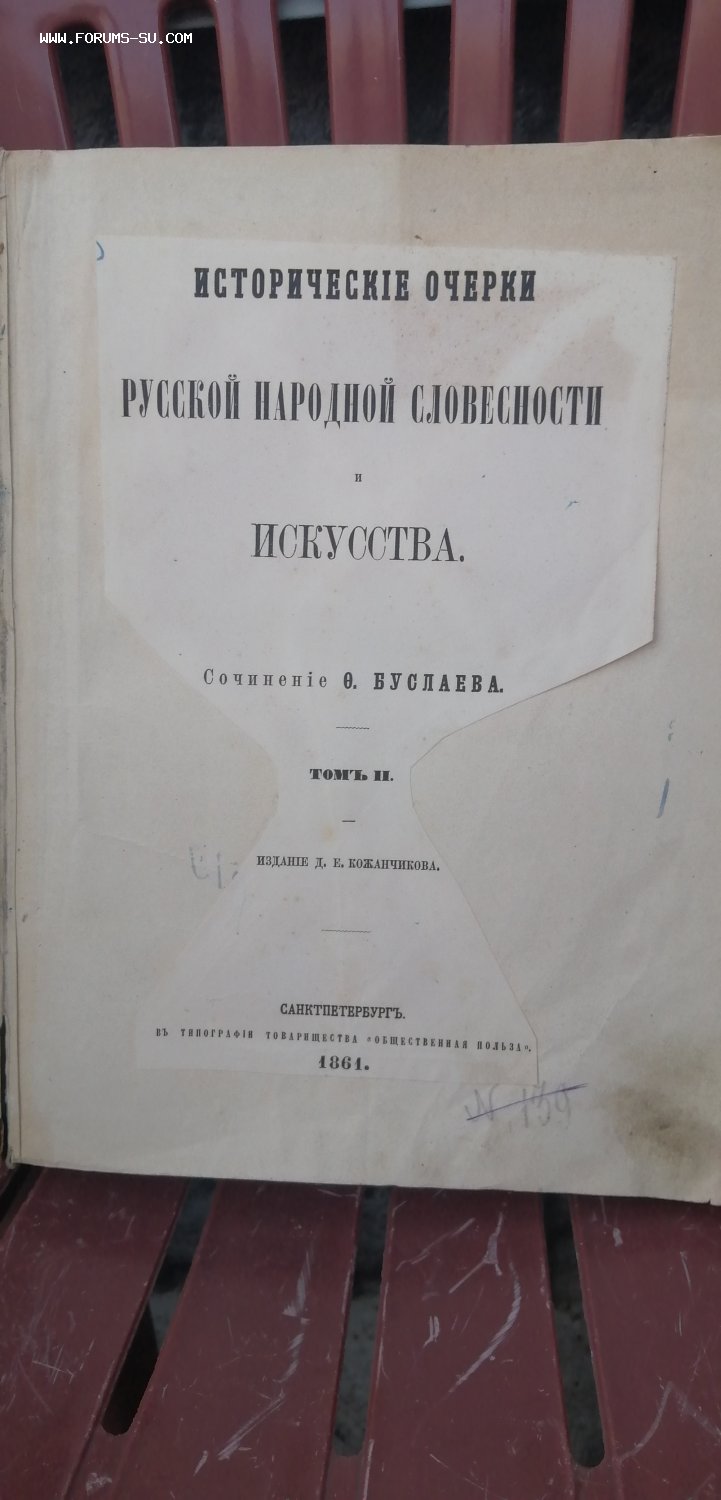 WWW.FORUMS-SU.COM
ИСТОРИЧЕСКІЕ ОЧЕРКИ
РУССКОЙ НАРОДНОЙ СЛОВЕСНОСТИ
И
ИСКУССТВА.
Сочиненіе Ѳ. БУСЛАЕВА.
ТОМЪ II.
ИЗДАНІЕ Д. Е. КОЖАНЧИКОВА.
САНКТПЕТЕРБУРГЪ.
ВЪ ТИПОГРАФІИ ТОВАРИЩЕСТВА «ОБЩЕСТВЕННАЯ ПОЛЬЗА».
1861.
N. 139